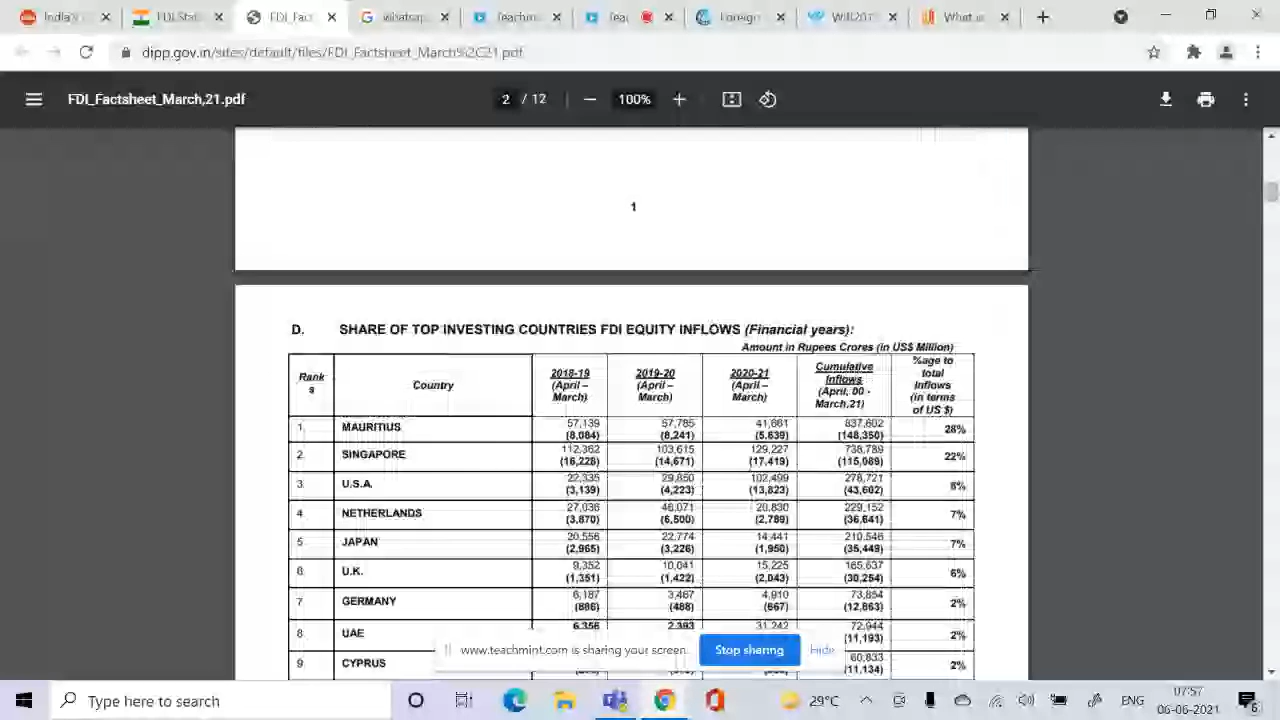 India's
FDI_Stati
FDI_Fact
whatsapp
Teachmin
Teac
Foreign
What is
dipp.gov.in/sites/default/files/FDI_Factsheet_March%2C21.pdf
FDI_Factsheet_March,21.pdf
2 / 12
100%
1
D. SHARE OF TOP INVESTING COUNTRIES FDI EQUITY INFLOWS (Financial years):
Amount in Rupees Crores (in US$ Million)
Ranks Country 2018-19 (April – March) 2019-20 (April – March) 2020-21 (April – March) Cumulative Inflows (April, 00 - March,21) %age to total Inflows (in terms of US $)
1. MAURITIUS 57,139 (8,084) 57,785 (8,241) 41,661 (5,639) 837,602 (148,350) 28%
2. SINGAPORE 112,362 (16,228) 103,615 (14,671) 129,227 (17,419) 738,789 (115,089) 22%
3. U.S.A. 22,335 (3,139) 29,850 (4,223) 102,499 (13,823) 278,721 (43,602) 8%
4. NETHERLANDS 27,036 (3,870) 46,071 (6,500) 20,830 (2,789) 229,152 (36,641) 7%
5. JAPAN 20,556 (2,965) 22,774 (3,226) 14,441 (1,950) 210,546 (35,449) 7%
6. U.K. 9,352 (1,351) 10,041 (1,422) 15,225 (2,043) 165,637 (30,254) 6%
7. GERMANY 6,187 (886) 3,467 (488) 4,910 (667) 73,854 (12,863) 2%
8. UAE 6,356 2,393 31,242 72,944 (11,193) 2%
9. CYPRUS 60,833 (11,134) 2%
www.teachmint.com is sharing your screen.
Stop sharing
Hide
Type here to search
29°C
ENG
07:57
06-06-2021
6